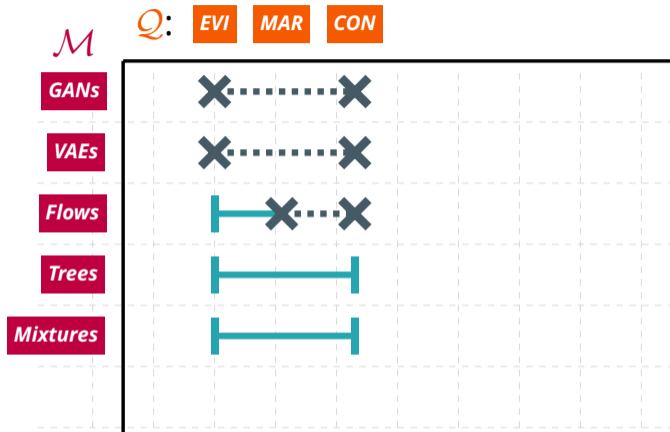 𝒬: EVI MAR CON
ℳ
GANs
VAEs
Flows
Trees
Mixtures